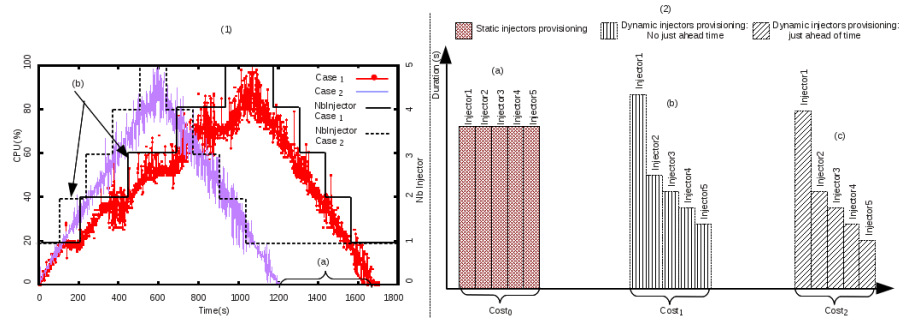 (1)
100
80
60
40
20
0
CPU(%)
0
200
400
600
800
1000
1200
1400
1600
1800
Time(s)
5
4
3
2
1
0
Nb Injector
(b)
(a)
Case 1
Case 2
NbInjector
Case 1
NbInjector
Case 2
(2)
Static injectors provisioning
Dynamic injectors provisioning:
No just ahead time
Dynamic injectors provisioning:
just ahead of time
Duration (s)
(a)
Injector1
Injector2
Injector3
Injector4
Injector5
Cost0
(b)
Injector1
Injector2
Injector3
Injector4
Injector5
Cost1
(c)
Injector1
Injector2
Injector3
Injector4
Injector5
Cost2